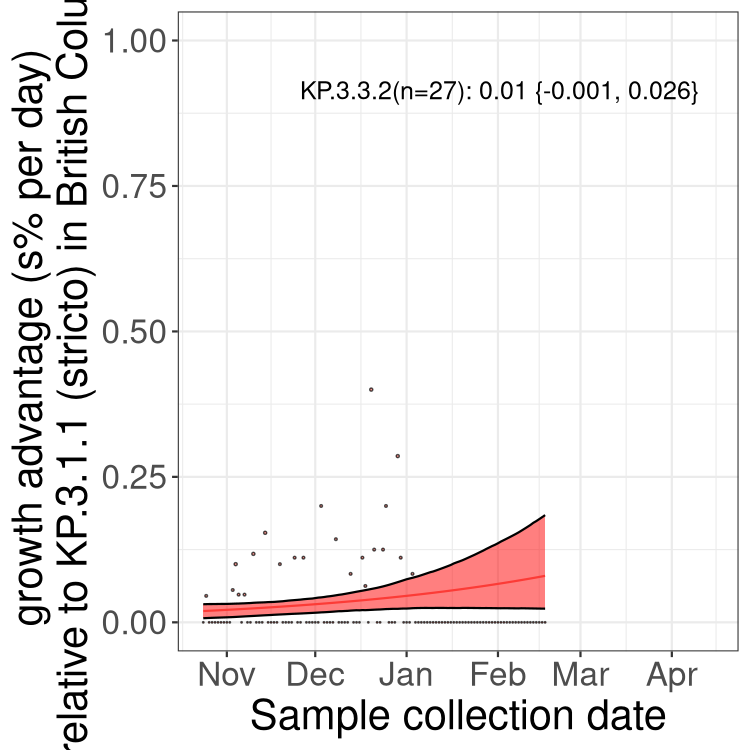 growth advantage (s% per day)
relative to KP.3.1.1 (stricto) in British
1.00
0.75
0.50
0.25
0.00
KP.3.3.2(n=27): 0.01 {-0.001, 0.026}
Nov Dec Jan Feb Mar Apr
Sample collection date